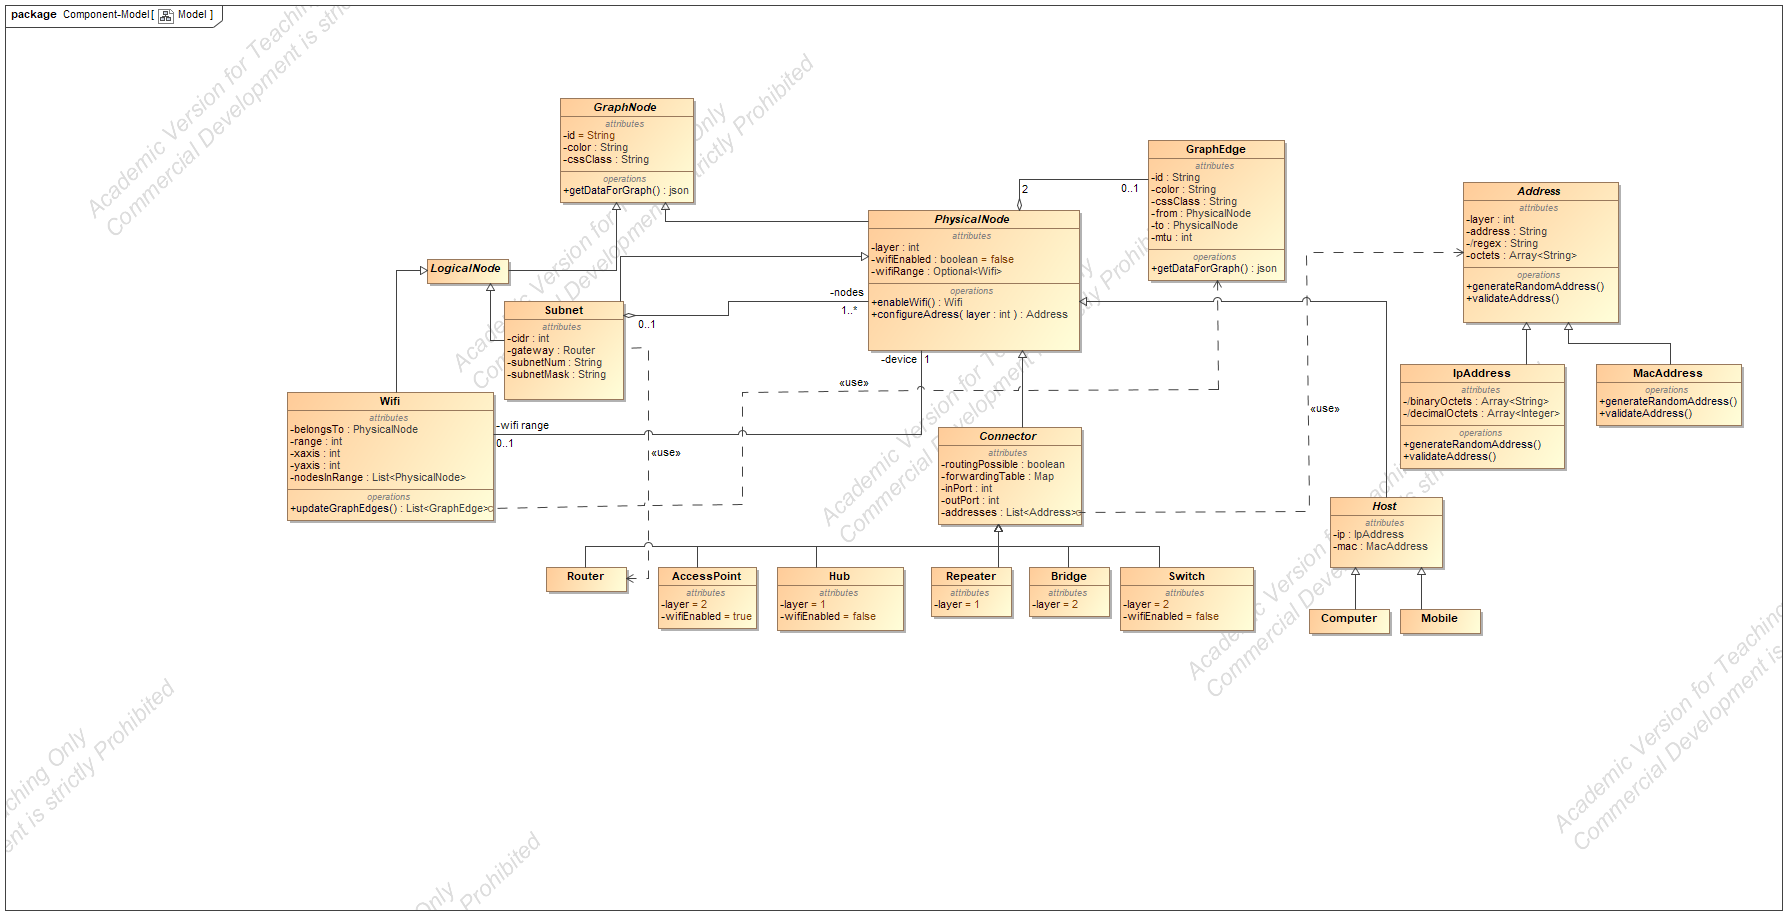 package Component-Model[ Model ]
GraphNode
attributes
-id = String
-color : String
-cssClass : String
operations
+getDataForGraph() : json
GraphEdge
attributes
-id : String
-color : String
-cssClass : String
-from : PhysicalNode
-to : PhysicalNode
-mtu : int
operations
+getDataForGraph() : json
2
0..1
PhysicalNode
attributes
-layer : int
-wifiEnabled : boolean = false
-wifiRange : Optional<Wifi>
operations
+enableWifi() : Wifi
+configureAdress( layer : int ) : Address
Address
attributes
-layer : int
-address : String
-/regex : String
-octets : Array<String>
operations
+generateRandomAddress()
+validateAddress()
LogicalNode
Subnet
attributes
-cidr : int
-gateway : Router
-subnetNum : String
-subnetMask : String
0..1
-nodes
1..*
-device
1
«use»
IpAddress
attributes
-/binaryOctets : Array<String>
-/decimalOctets : Array<Integer>
operations
+generateRandomAddress()
+validateAddress()
MacAddress
operations
+generateRandomAddress()
+validateAddress()
Wifi
attributes
-belongsTo : PhysicalNode
-range : int
-xaxis : int
-yaxis : int
-nodesInRange : List<PhysicalNode>
operations
+updateGraphEdges() : List<GraphEdge>
-wifi range
0..1
«use»
«use»
Connector
attributes
-routingPossible : boolean
-forwardingTable : Map
-inPort : int
-outPort : int
-addresses : List<Address>
Host
attributes
-ip : IpAddress
-mac : MacAddress
Router
AccessPoint
attributes
-layer = 2
-wifiEnabled = true
Hub
attributes
-layer = 1
-wifiEnabled = false
Repeater
attributes
-layer = 1
Bridge
attributes
-layer = 2
Switch
attributes
-layer = 2
-wifiEnabled = false
Computer
Mobile
Academic Version for Teaching Only
Commercial Development is strictly Prohibited